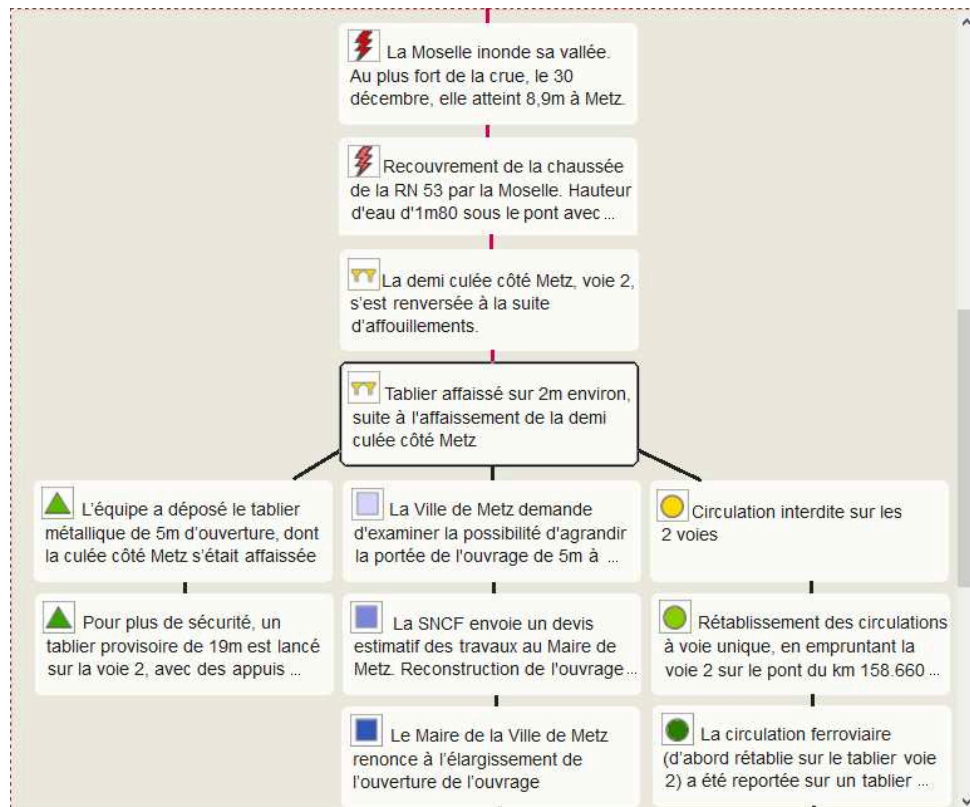 La Moselle inonde sa vallée.
Au plus fort de la crue, le 30
décembre, elle atteint 8,9m à Metz.
Recouvrement de la chaussée
de la RN 53 par la Moselle. Hauteur
d'eau d'1m80 sous le pont avec ...
La demi culée côté Metz, voie 2,
s'est renversée à la suite
d'affouillements.
Tablier affaissé sur 2m environ,
suite à l'affaissement de la demi
culée côté Metz
L'équipe a déposé le tablier
métallique de 5m d'ouverture, dont
la culée côté Metz s'était affaissée
Pour plus de sécurité, un
tablier provisoire de 19m est lancé
sur la voie 2, avec des appuis ...
La Ville de Metz demande
d'examiner la possibilité d'agrandir
la portée de l'ouvrage de 5m à ...
La SNCF envoie un devis
estimatif des travaux au Maire de
Metz. Reconstruction de l'ouvrage ...
Le Maire de la Ville de Metz
renonce à l'élargissement de
l'ouverture de l'ouvrage
Circulation interdite sur les
2 voies
Rétablissement des circulations
à voie unique, en empruntant la
voie 2 sur le pont du km 158.660 ...
La circulation ferroviaire
(d'abord rétablie sur le tablier voie
2) a été reportée sur un tablier ...